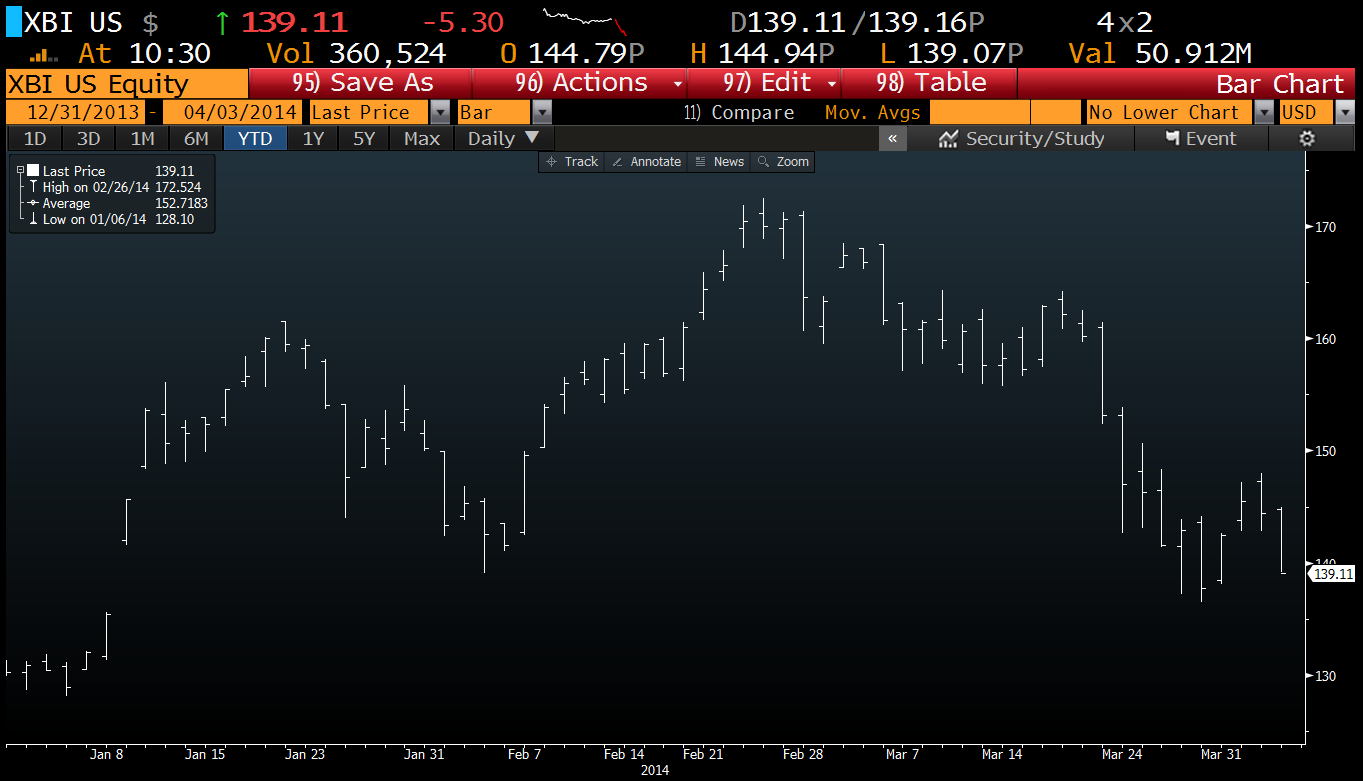 XBI US $ ↑ 139.11 -5.30 D139.11/139.16P 4x2
At 10:30 Vol 360,524 O 144.79P H 144.94P L 139.07P Val 50.912M
XBI US Equity 95) Save As 96) Actions 97) Edit 98) Table Bar Chart
12/31/2013 - 04/03/2014 Last Price Bar 11) Compare Mov. Avgs No Lower Chart USD
1D 3D 1M 6M YTD 1Y 5Y Max Daily ▼ « Security/Study Event
Track Annotate News Zoom
Last Price 139.11
High on 02/26/14 172.524
Average 152.7183
Low on 01/06/14 128.10
170
160
150
140
139.11
130
Jan 8 Jan 15 Jan 23 Jan 31 Feb 7 Feb 14 Feb 21 Feb 28 Mar 7 Mar 14 Mar 24 Mar 31
2014